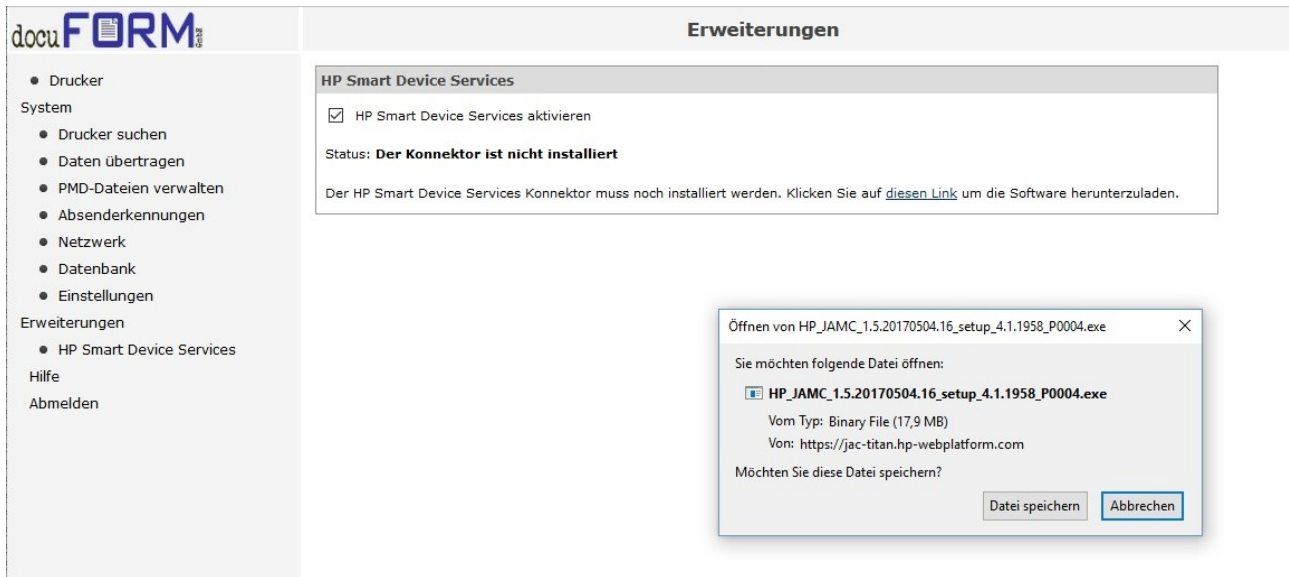 docuFORM
Erweiterungen
Drucker
System
Drucker suchen
Daten übertragen
PMD-Dateien verwalten
Absenderkennungen
Netzwerk
Datenbank
Einstellungen
Erweiterungen
HP Smart Device Services
Hilfe
Abmelden
HP Smart Device Services
HP Smart Device Services aktivieren
Status: Der Konnektor ist nicht installiert
Der HP Smart Device Services Konnektor muss noch installiert werden. Klicken Sie auf diesen Link um die Software herunterzuladen.
Öffnen von HP_JAMC_1.5.20170504.16_setup_4.1.1958_P0004.exe
Sie möchten folgende Datei öffnen:
HP_JAMC_1.5.20170504.16_setup_4.1.1958_P0004.exe
Vom Typ: Binary File (17,9 MB)
Von: https://jac-titan.hp-webplatform.com
Möchten Sie diese Datei speichern?
Datei speichern Abbrechen